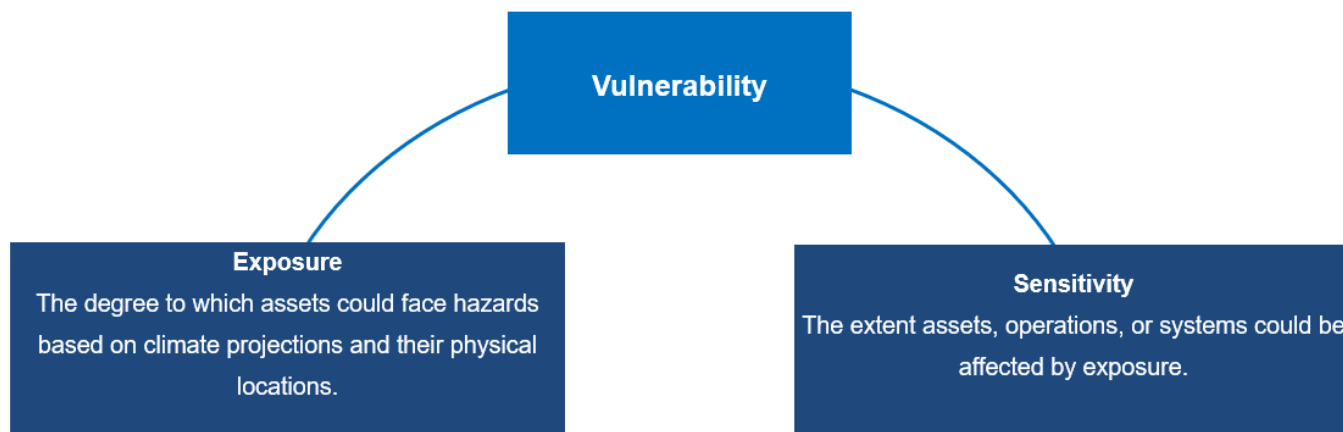 Vulnerability
Exposure
The degree to which assets could face hazards
based on climate projections and their physical
locations.
Sensitivity
The extent assets, operations, or systems could be
affected by exposure.